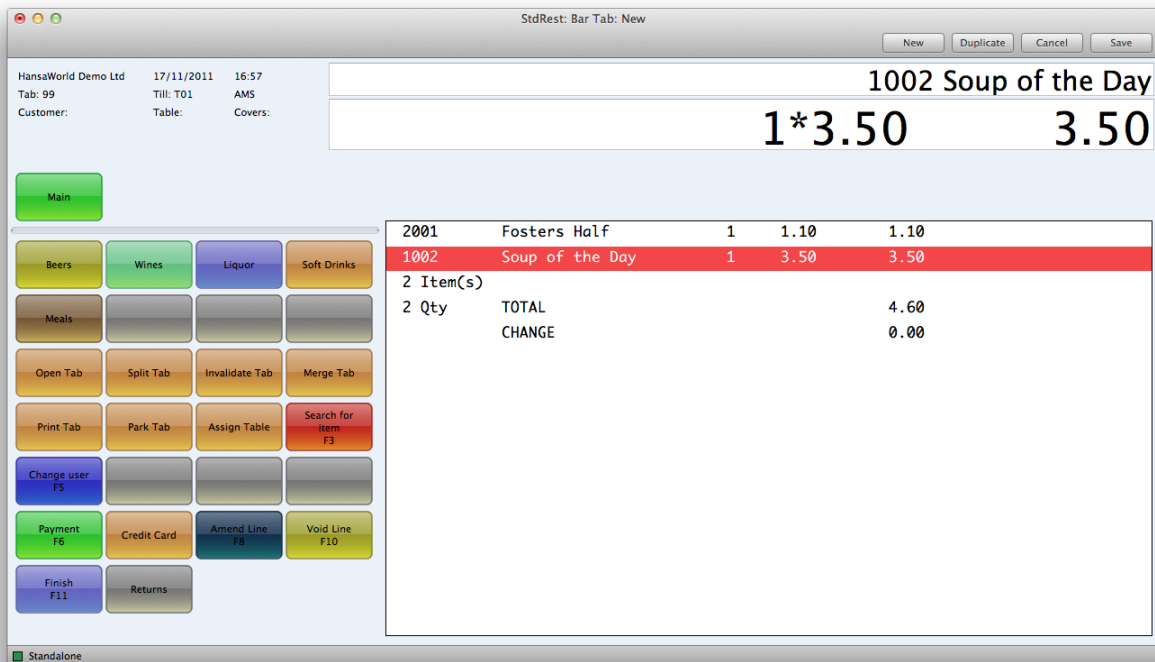 StdRest: Bar Tab: New
New Duplicate Cancel Save
HansaWorld Demo Ltd 17/11/2011 16:57
Tab: 99 Till: T01 AMS
Customer: Table: Covers:
1002 Soup of the Day
1*3.50 3.50
Main
Beers Wines Liquor Soft Drinks
Meals
Open Tab Split Tab Invalidate Tab Merge Tab
Print Tab Park Tab Assign Table Search for
item
F3
Change user
F5
Payment
F6
Credit Card
Amend Line
F8
Void Line
F10
Finish
F11
Returns
2001 Fosters Half 1 1.10 1.10
1002 Soup of the Day 1 3.50 3.50
2 Item(s)
2 Qty TOTAL 4.60
CHANGE 0.00
Standalone